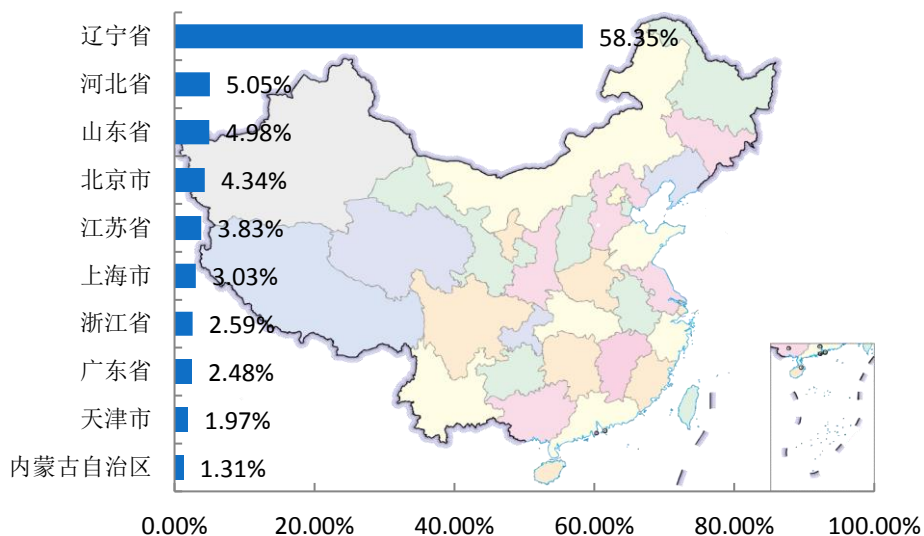 辽宁省 58.35%
河北省 5.05%
山东省 4.98%
北京市 4.34%
江苏省 3.83%
上海市 3.03%
浙江省 2.59%
广东省 2.48%
天津市 1.97%
内蒙古自治区 1.31%
0.00% 20.00% 40.00% 60.00% 80.00% 100.00%